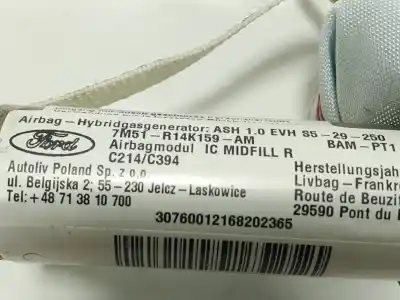 Airbag-Hybridgasgenerator: ASH 1.0 EVH S5-29-250
7M5T-R14K159-AM BAM-PT1
Ford
Airbagmodul IC MIDFILL R
C214/C394
Autoliv Poland Sp. z o.o.
ul. Belgijska 2; 55-230 Jelcz-Laskowice
Tel: +48 71 38 10 700
Herstellungsjah
Livbag-Frankre
Route de Beuzit
29590 Pont du
30760012168202365